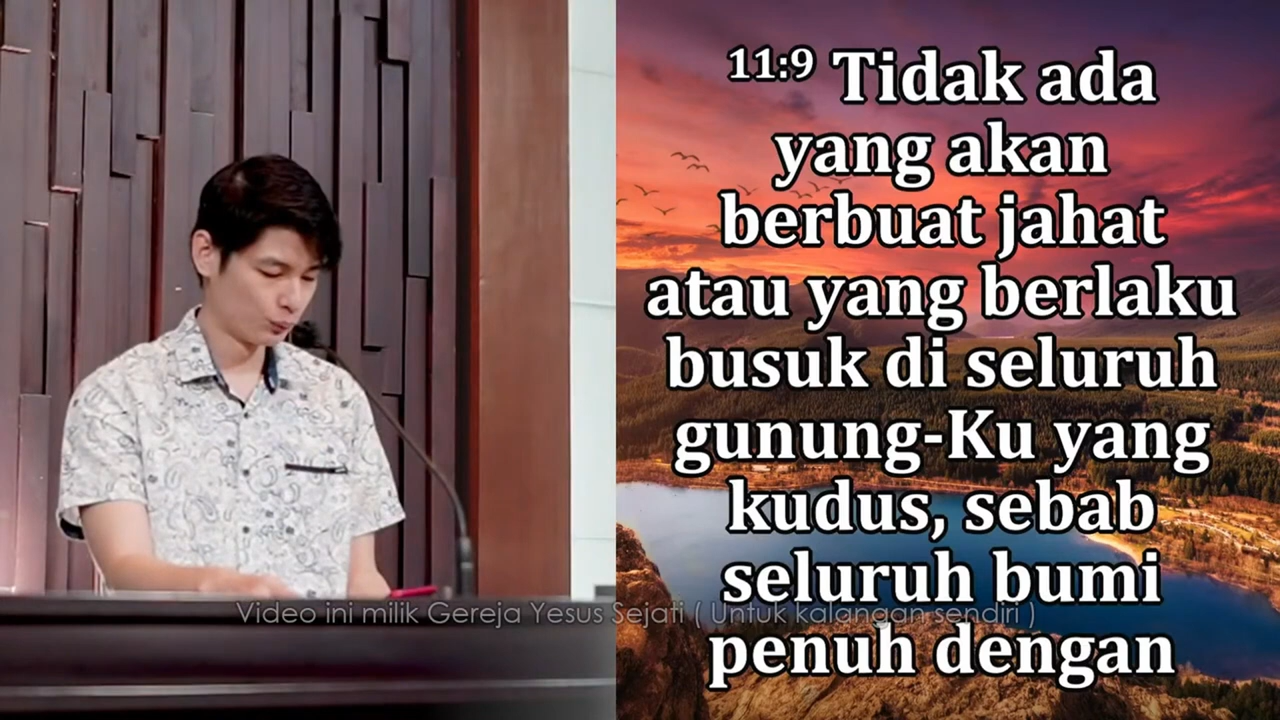 11:9 Tidak ada
yang akan
berbuat jahat
atau yang berlaku
busuk di seluruh
gunung-Ku yang
kudus, sebab
seluruh bumi
penuh dengan
Video ini milik Gereja Yesus Sejati ( Untuk kalangan sendiri )